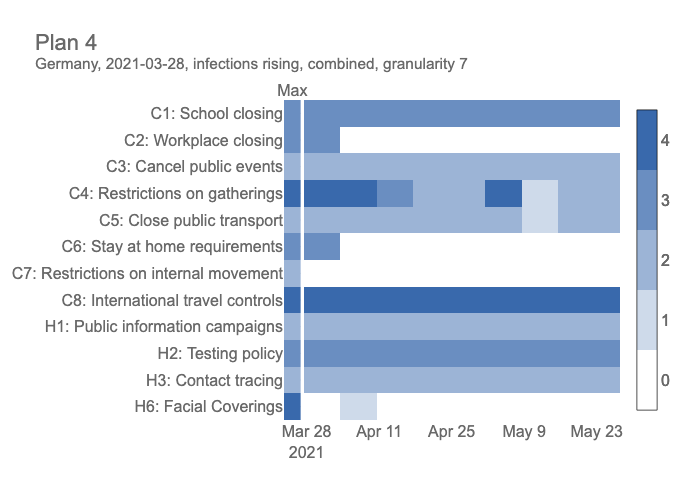 Plan 4
Germany, 2021-03-28, infections rising, combined, granularity 7
Max
C1: School closing
C2: Workplace closing
C3: Cancel public events
C4: Restrictions on gatherings
C5: Close public transport
C6: Stay at home requirements
C7: Restrictions on internal movement
C8: International travel controls
H1: Public information campaigns
H2: Testing policy
H3: Contact tracing
H6: Facial Coverings
Mar 28 Apr 11 Apr 25 May 9 May 23
2021
4
3
2
1
0